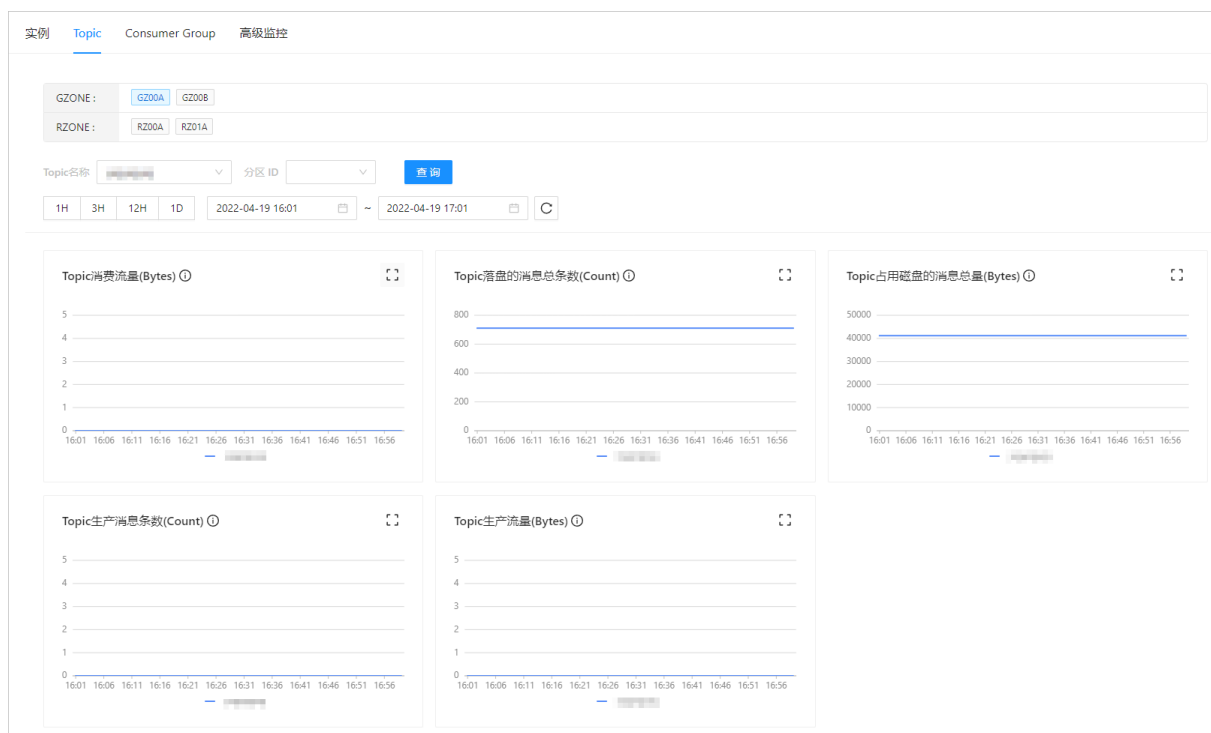 实例 Topic Consumer Group 高级监控
GZONE : GZ00A GZ00B
RZONE : RZ00A RZ01A
Topic名称 分区 ID 查 询
1H 3H 12H 1D 2022-04-19 16:01 ~ 2022-04-19 17:01
Topic消费流量(Bytes) Topic落盘的消息总条数(Count) Topic占用磁盘的消息总量(Bytes)
5 800 50000
4 600 40000
3 400 30000
2 200 20000
1 0 10000
0 0
16:01 16:06 16:11 16:16 16:21 16:26 16:31 16:36 16:41 16:46 16:51 16:56 16:01 16:06 16:11 16:16 16:21 16:26 16:31 16:36 16:41 16:46 16:51 16:56 16:01 16:06 16:11 16:16 16:21 16:26 16:31 16:36 16:41 16:46 16:51 16:56
Topic生产消息条数(Count) Topic生产流量(Bytes)
5 5
4 4
3 3
2 2
1 1
0 0
16:01 16:06 16:11 16:16 16:21 16:26 16:31 16:36 16:41 16:46 16:51 16:56 16:01 16:06 16:11 16:16 16:21 16:26 16:31 16:36 16:41 16:46 16:51 16:56